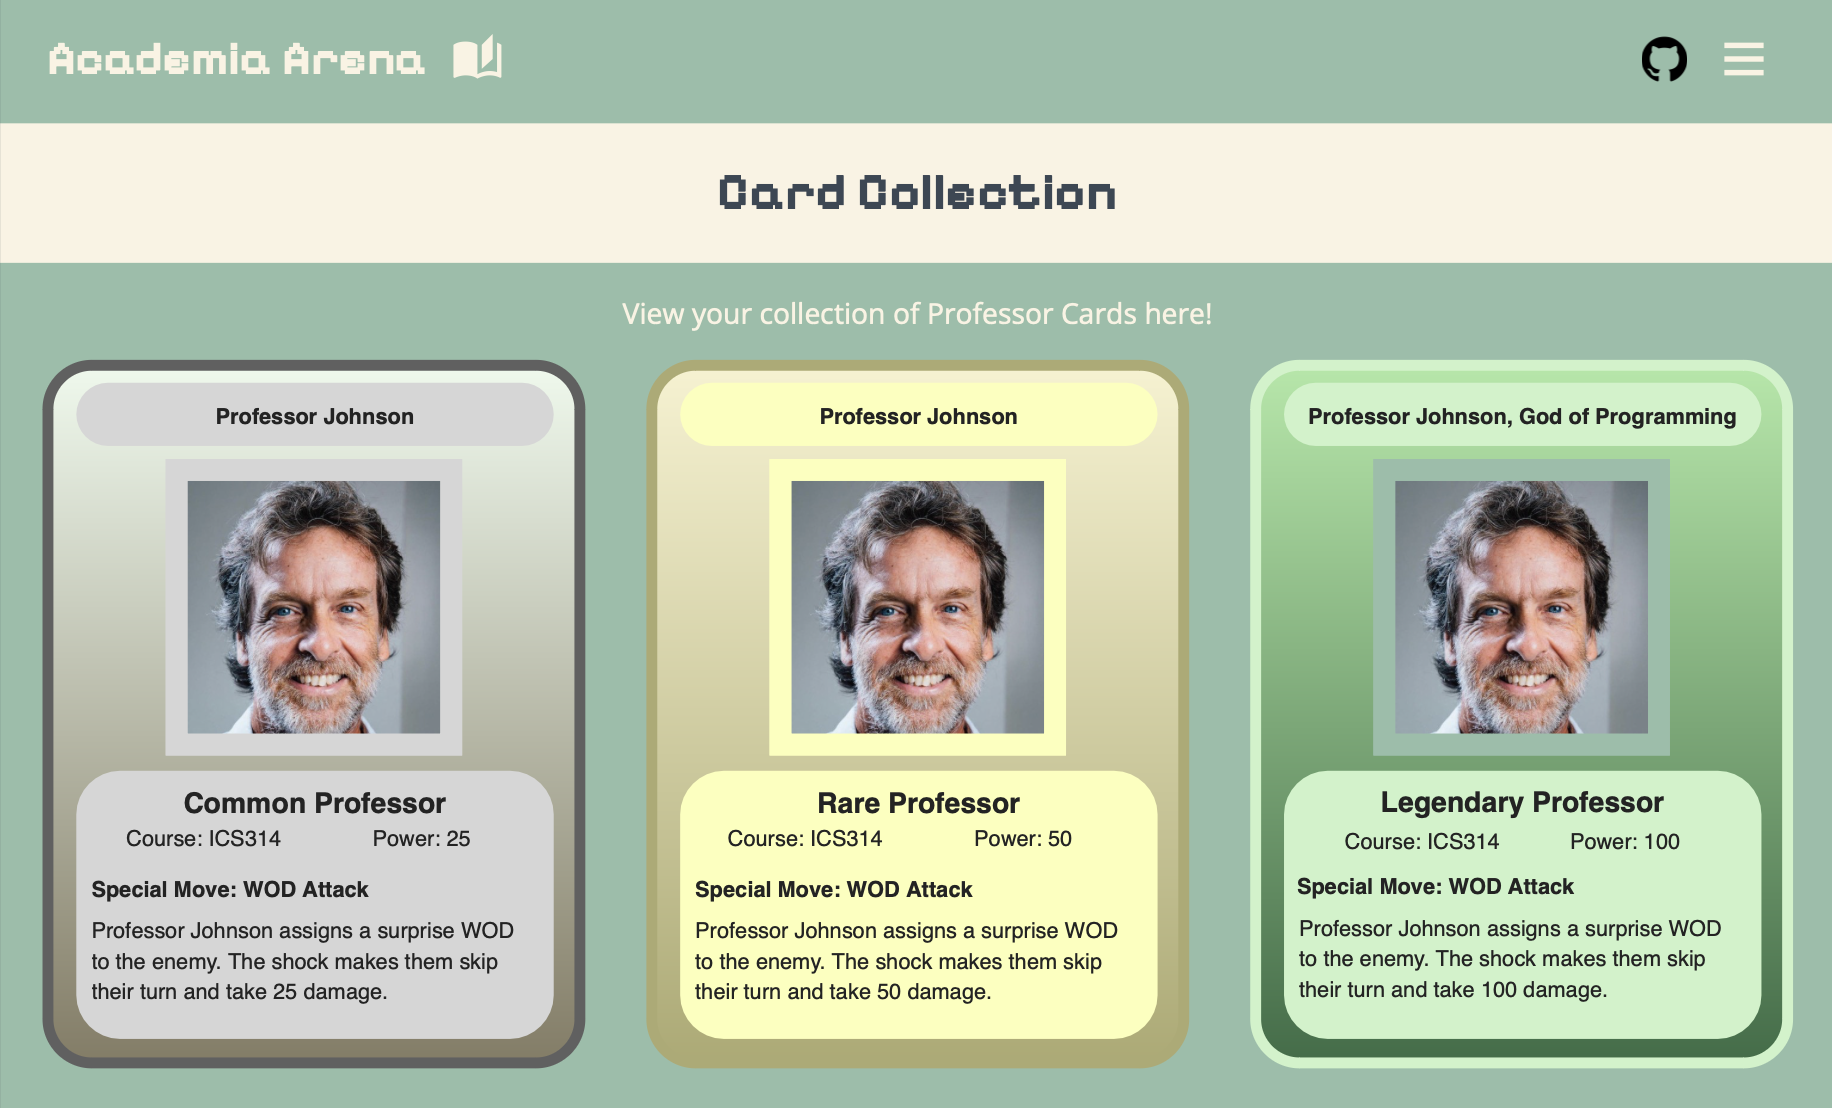 Academia Arena
Card Collection
View your collection of Professor Cards here!
Professor Johnson
Common Professor
Course: ICS314 Power: 25
Special Move: WOD Attack
Professor Johnson assigns a surprise WOD
to the enemy. The shock makes them skip
their turn and take 25 damage.
Professor Johnson
Rare Professor
Course: ICS314 Power: 50
Special Move: WOD Attack
Professor Johnson assigns a surprise WOD
to the enemy. The shock makes them skip
their turn and take 50 damage.
Professor Johnson, God of Programming
Legendary Professor
Course: ICS314 Power: 100
Special Move: WOD Attack
Professor Johnson assigns a surprise WOD
to the enemy. The shock makes them skip
their turn and take 100 damage.